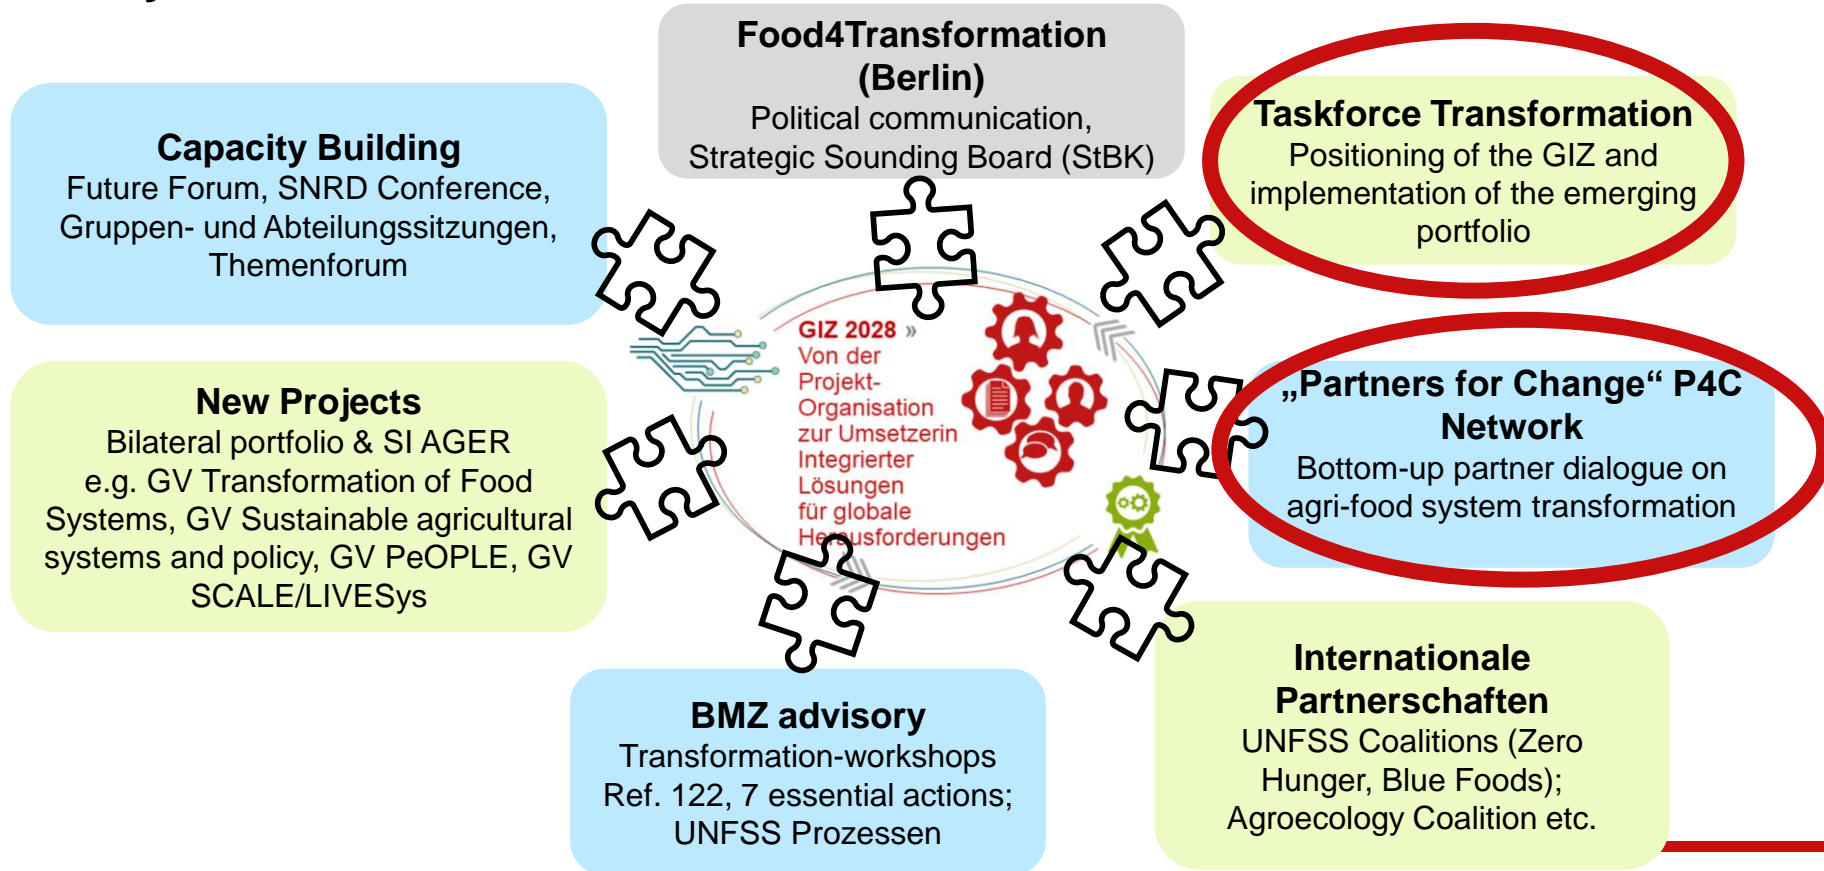 Food4Transformation
(Berlin)
Political communication,
Strategic Sounding Board (StBK)
Capacity Building
Future Forum, SNRD Conference,
Gruppen- und Abteilungssitzungen,
Themenforum
Taskforce Transformation
Positioning of the GIZ and
implementation of the emerging
portfolio
GIZ 2028 »
Von der
Projekt-
Organisation
zur Umsetzerin
Integrierter
Lösungen
für globale
Herausforderungen
New Projects
Bilateral portfolio & SI AGER
e.g. GV Transformation of Food
Systems, GV Sustainable agricultural
systems and policy, GV PeOPLE, GV
SCALE/LIVESys
„Partners for Change“ P4C
Network
Bottom-up partner dialogue on
agri-food system transformation
BMZ advisory
Transformation-workshops
Ref. 122, 7 essential actions;
UNFSS Prozessen
Internationale
Partnerschaften
UNFSS Coalitions (Zero
Hunger, Blue Foods);
Agroecology Coalition etc.